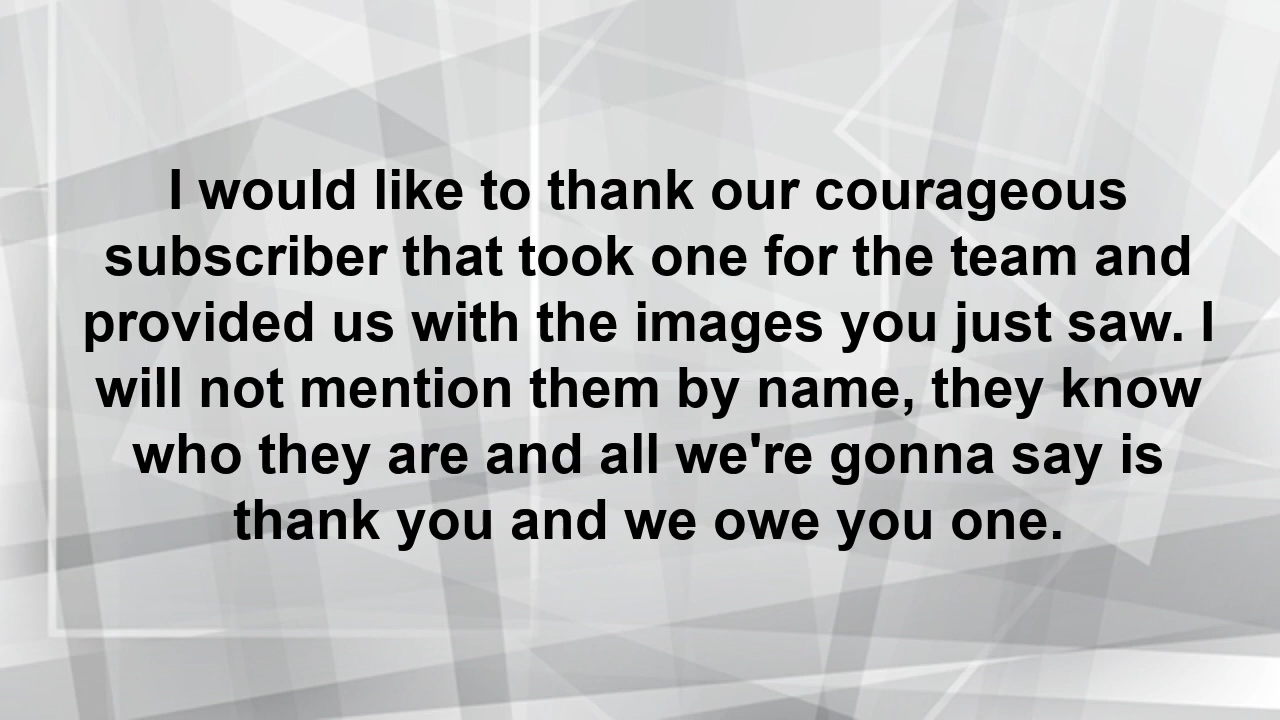 I would like to thank our courageous
subscriber that took one for the team and
provided us with the images you just saw. I
will not mention them by name, they know
who they are and all we're gonna say is
thank you and we owe you one.